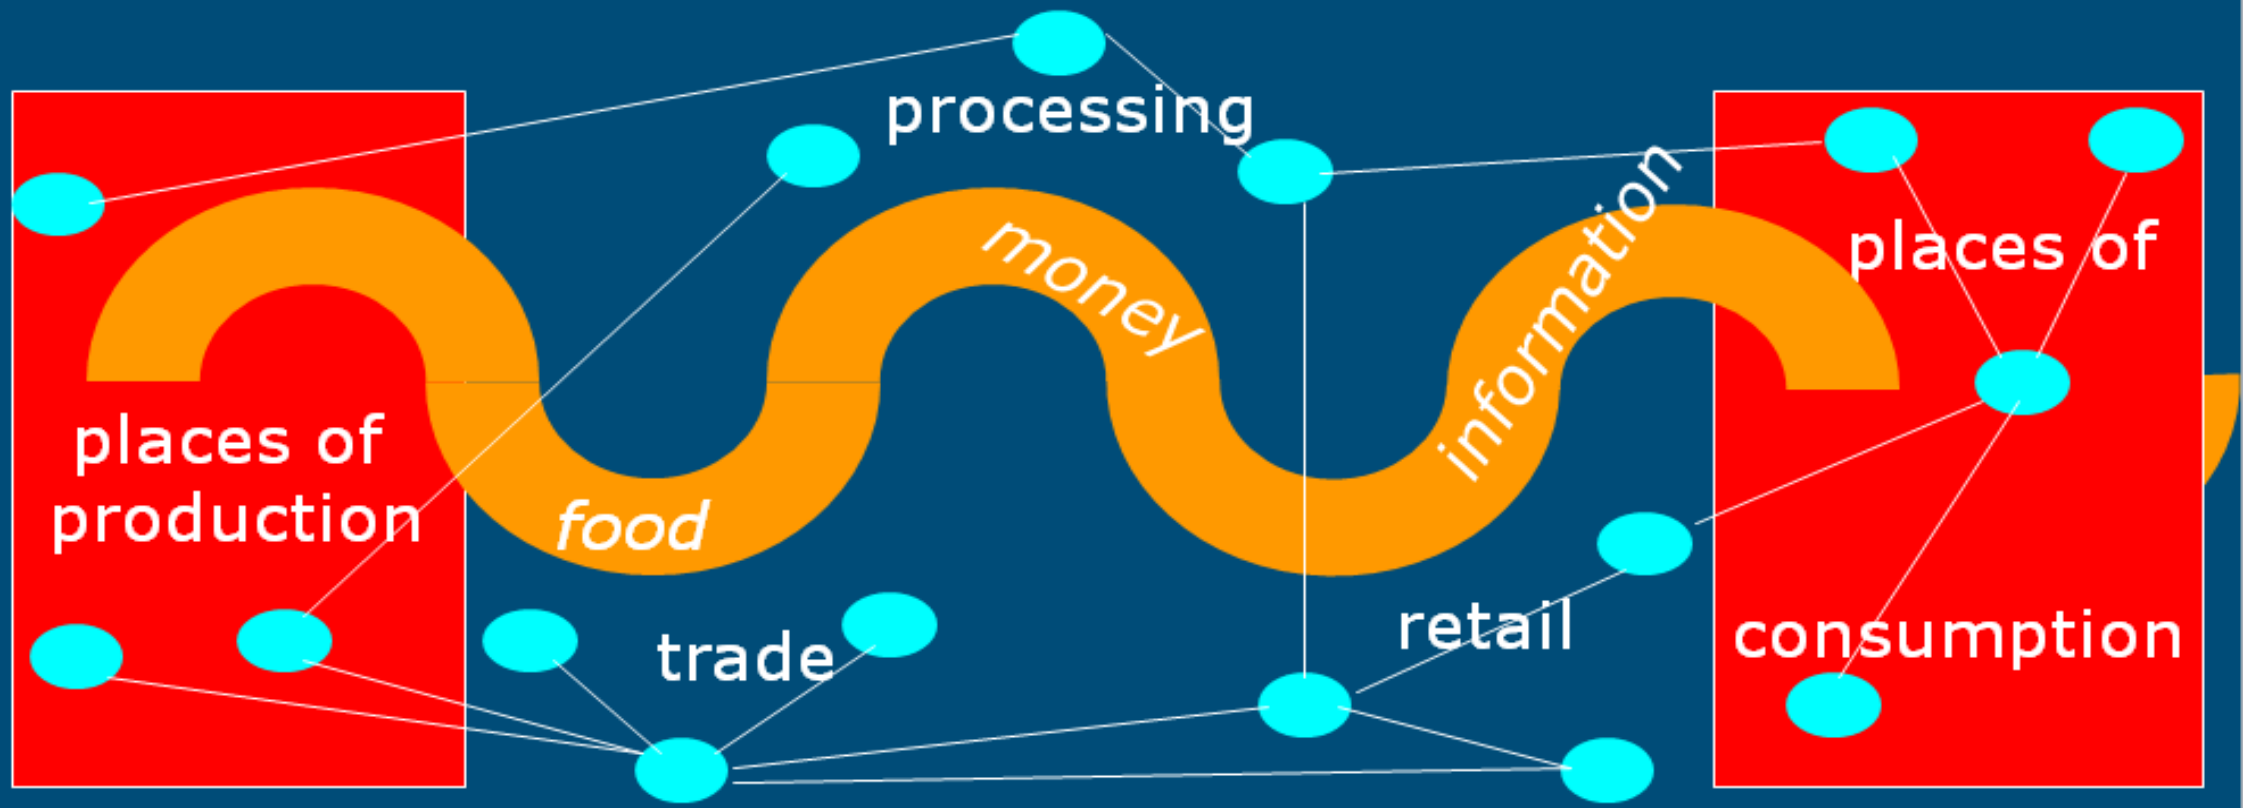 processing
money
information
places of
places of
production
food
trade
retail
consumption